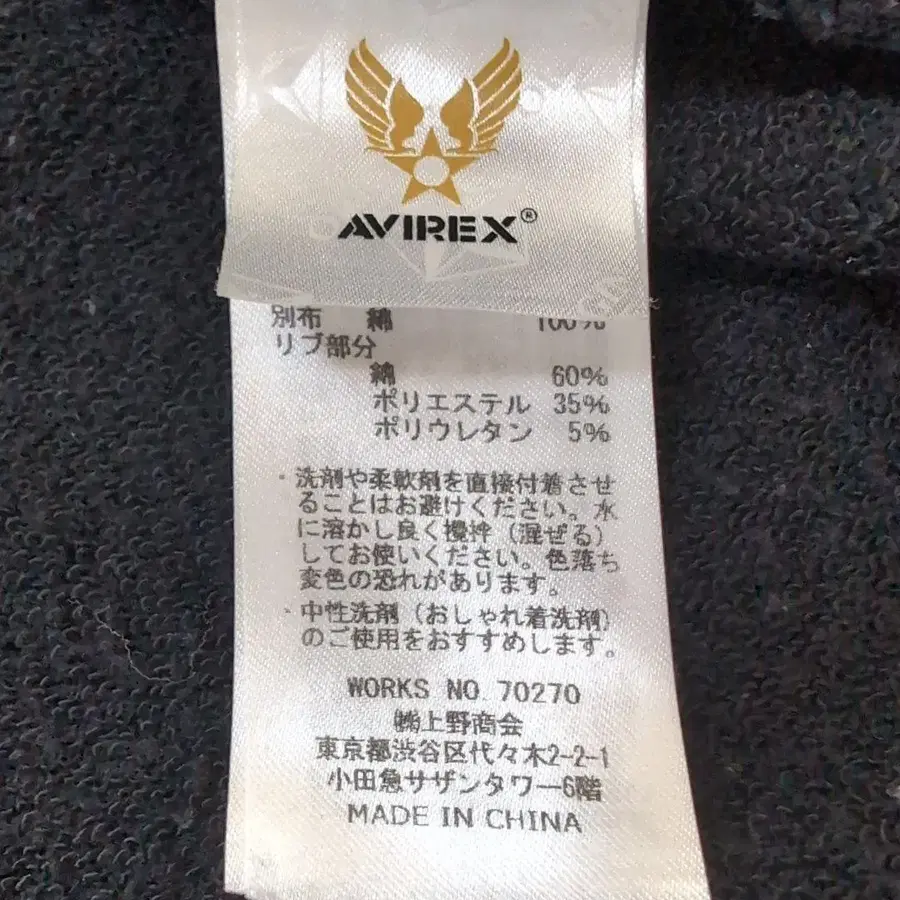 AVIREX®
別布 綿 100%
リブ部分
綿 60%
ポリエステル 35%
ポリウレタン 5%
・洗剤や柔軟剤を直接付着させ
ることはお避けください。水
に溶かし良く攪拌（混ぜる）
してお使いください。色落ち
変色の恐れがあります。
・中性洗剤（おしゃれ着洗剤）
のご使用をおすすめします。
WORKS NO. 70270
㈱上野商会
東京都渋谷区代々木2-2-1
小田急サザンタワー6階
MADE IN CHINA